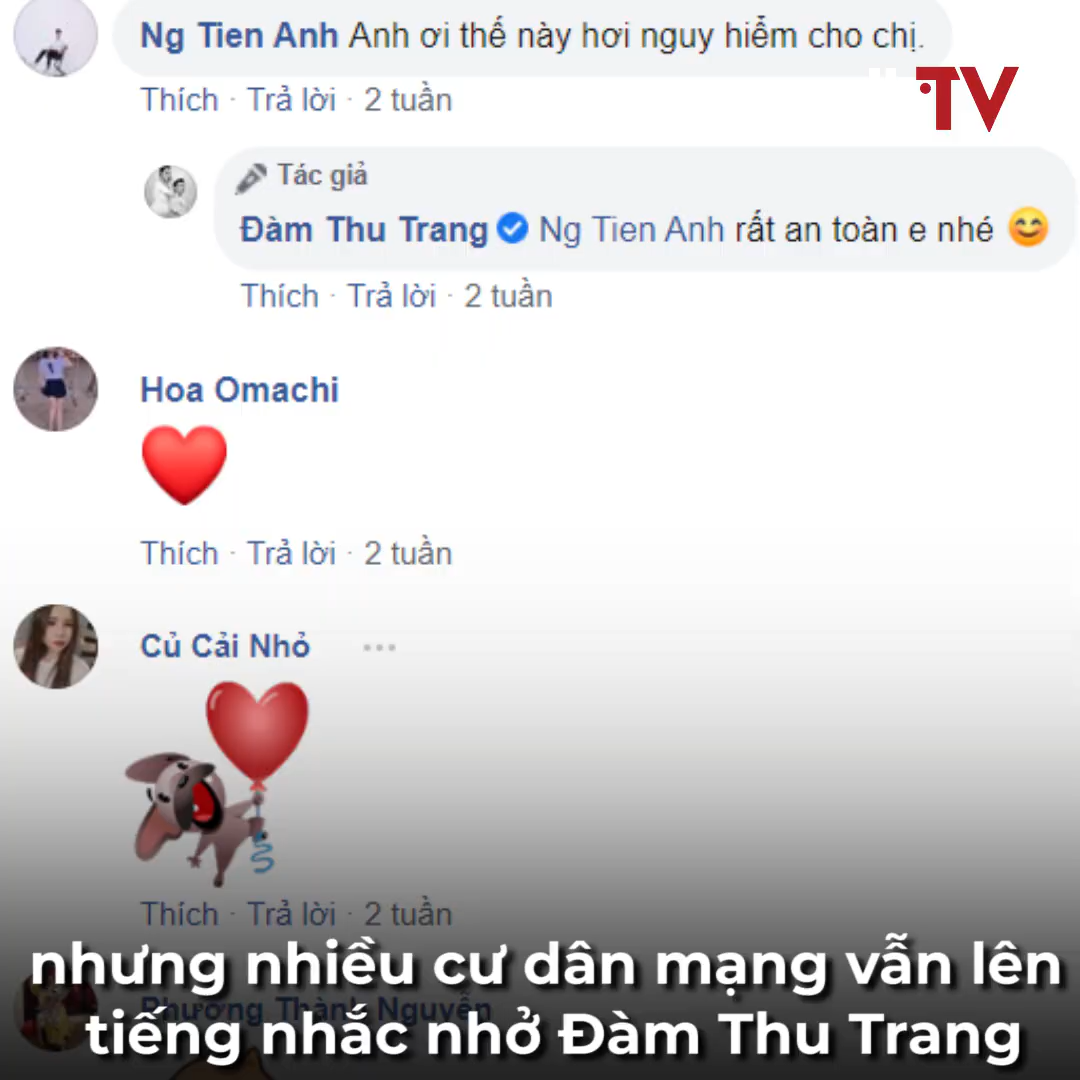 Ng Tien Anh Anh ơi thế này hơi nguy hiểm cho chị.
Thích · Trả lời · 2 tuần
TV
Tác giả
Đàm Thu Trang Ng Tien Anh rất an toàn e nhé 😊
Thích · Trả lời · 2 tuần
Hoa Omachi
❤️
Thích · Trả lời · 2 tuần
Củ Cải Nhỏ ...
Thích · Trả lời · 2 tuần
nhưng nhiều cư dân mạng vẫn lên
Phương Thành Nguyễn
tiếng nhắc nhở Đàm Thu Trang